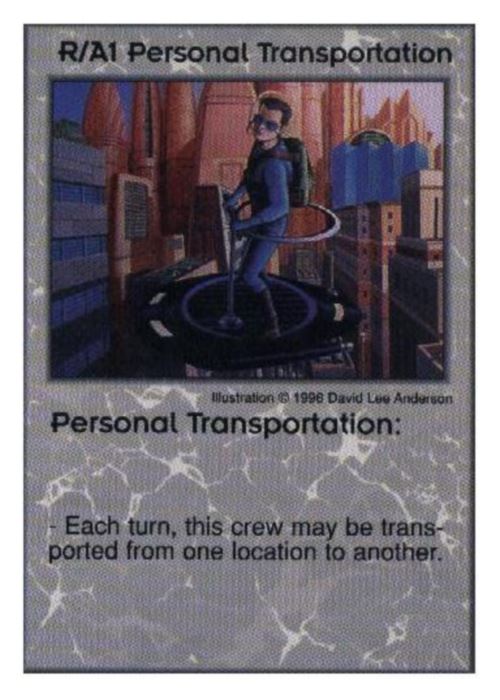 R/A1 Personal Transportation
Illustration © 1996 David Lee Anderson
Personal Transportation:
- Each turn, this crew may be trans-
ported from one location to another.